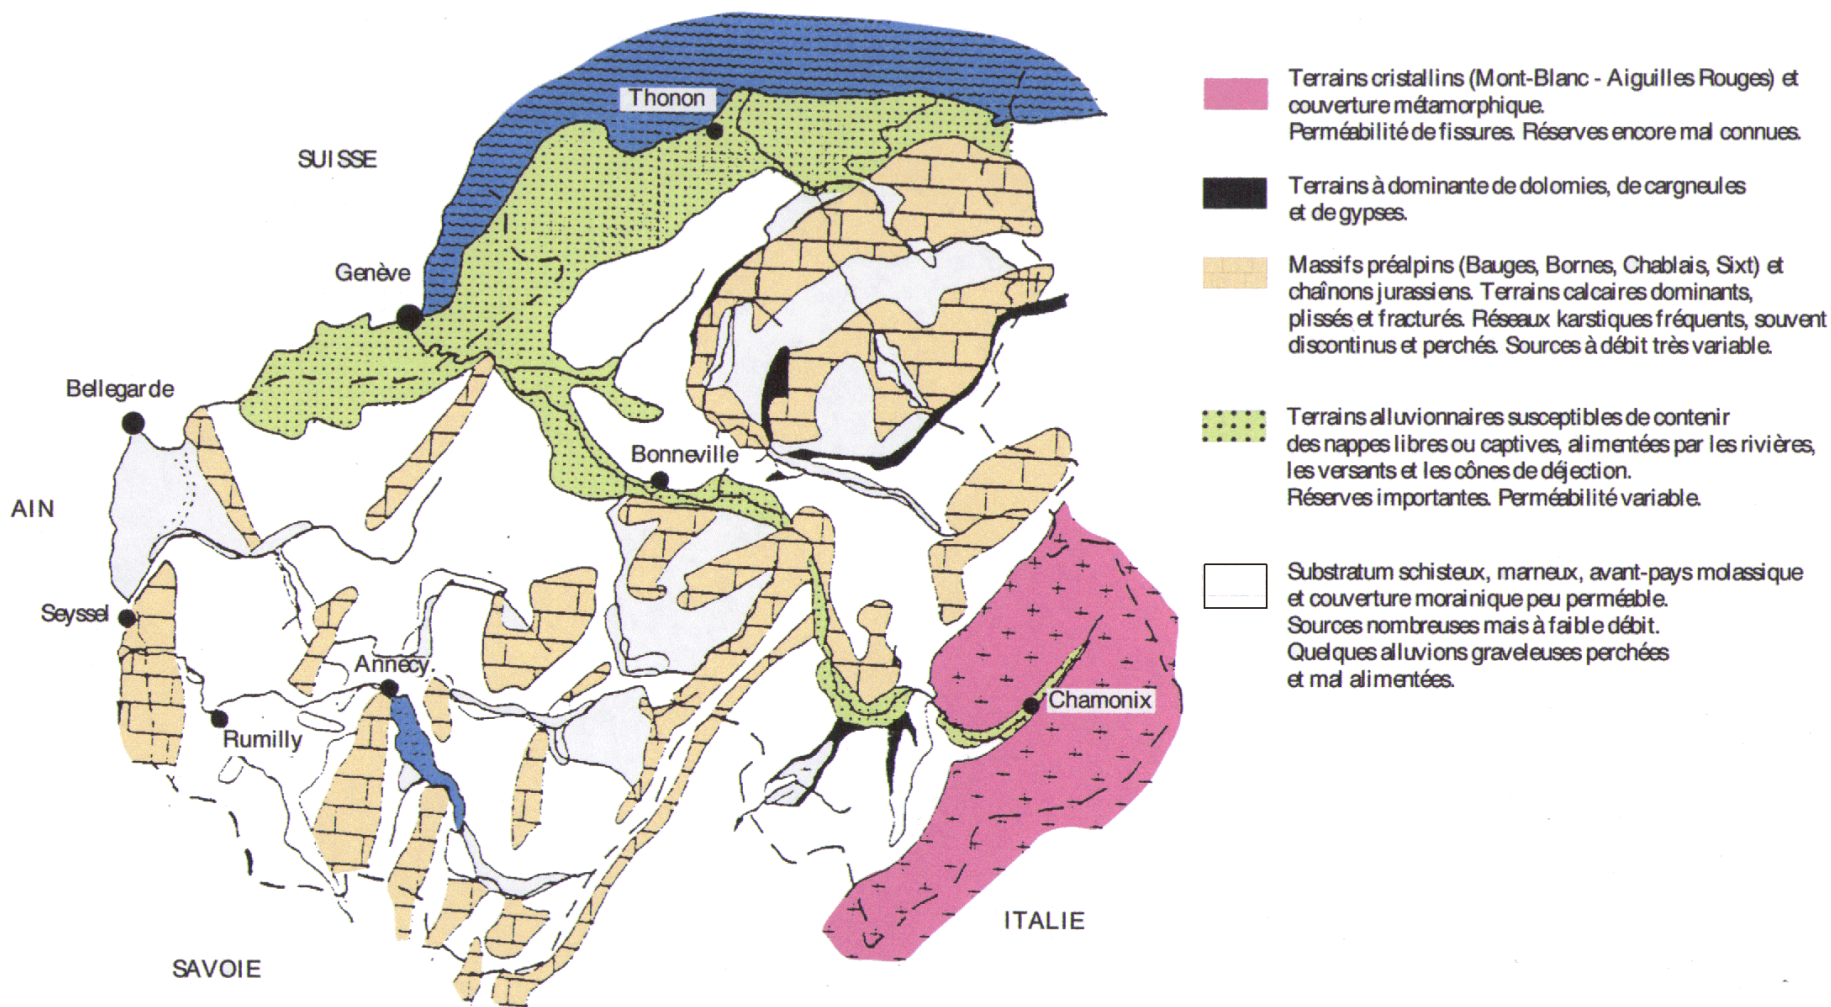 Thonon
SUISSE
Genève
Bellegarde
Bonneville
AIN
Seyssel
Annecy.
Chamonix
Rumilly
ITALIE
SAVOIE
Terrains cristallins (Mont-Blanc - Aiguilles Rouges) et
couverture métamorphique.
Perméabilité de fissures. Réserves encore mal connues.
Terrains à dominante de dolomies, de cargneules
et de gypses.
Massifs préalpins (Bauges, Bornes, Chablais, Sixt) et
chaînons jurassiens. Terrains calcaires dominants,
plissés et fracturés. Réseaux karstiques fréquents, souvent
discontinus et perchés. Sources à débit très variable.
Terrains alluvionnaires susceptibles de contenir
des nappes libres ou captives, alimentées par les rivières,
les versants et les cônes de déjection.
Réserves importantes. Perméabilité variable.
Substratum schisteux, marneux, avant-pays molassique
et couverture morainique peu perméable.
Sources nombreuses mais à faible débit.
Quelques alluvions graveleuses perchées
et mal alimentées.